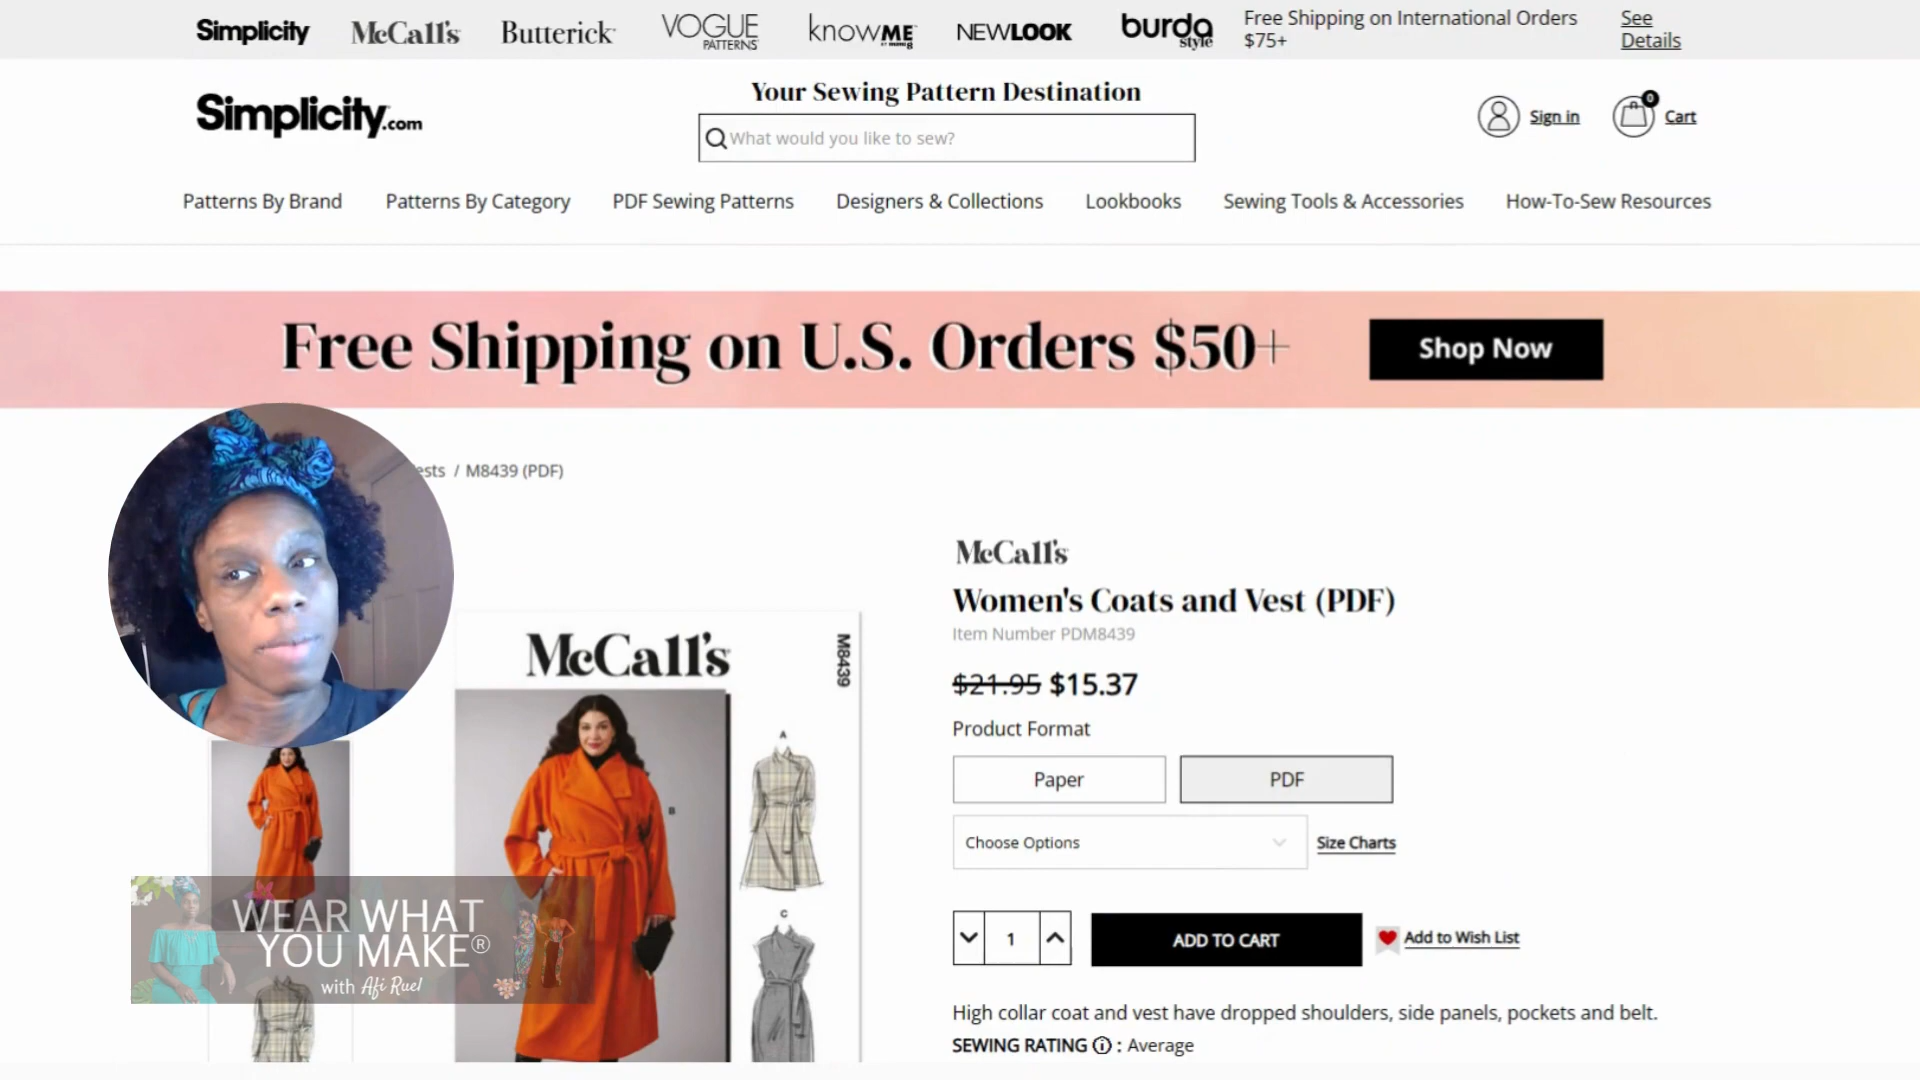 Simplicity McCall's Butterick VOGUE PATTERNS knowME BY mimi g NEWLOOK burda style Free Shipping on International Orders $75+ See Details
Your Sewing Pattern Destination
Simplicity.com
What would you like to sew?
Sign in
0
Cart
Patterns By Brand Patterns By Category PDF Sewing Patterns Designers & Collections Lookbooks Sewing Tools & Accessories How-To-Sew Resources
Free Shipping on U.S. Orders $50+
Shop Now
/ M8439 (PDF)
McCall's
Women's Coats and Vest (PDF)
Item Number PDM8439
$21.95 $15.37
Product Format
Paper PDF
Choose Options
Size Charts
1
ADD TO CART
Add to Wish List
High collar coat and vest have dropped shoulders, side panels, pockets and belt.
SEWING RATING ⓘ : Average
McCall's
M8439
A
B
C
WEAR WHAT
YOU MAKE®
with Afi Ruel